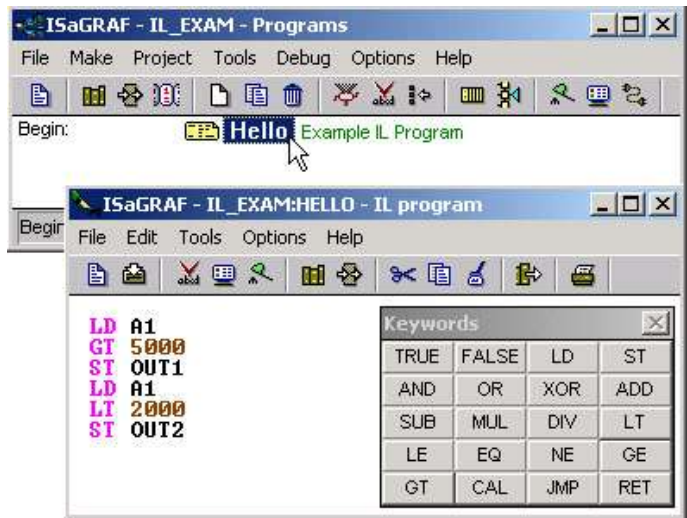 ISaGRAF - IL_EXAM - Programs
File Make Project Tools Debug Options Help
Begin: Hello Example IL Program
Begin
ISaGRAF - IL_EXAM:HELLO - IL program
File Edit Tools Options Help
LD A1
GT 5000
ST OUT1
LD A1
LT 2000
ST OUT2
Keywords
TRUE FALSE LD ST
AND OR XOR ADD
SUB MUL DIV LT
LE EQ NE GE
GT CAL JMP RET